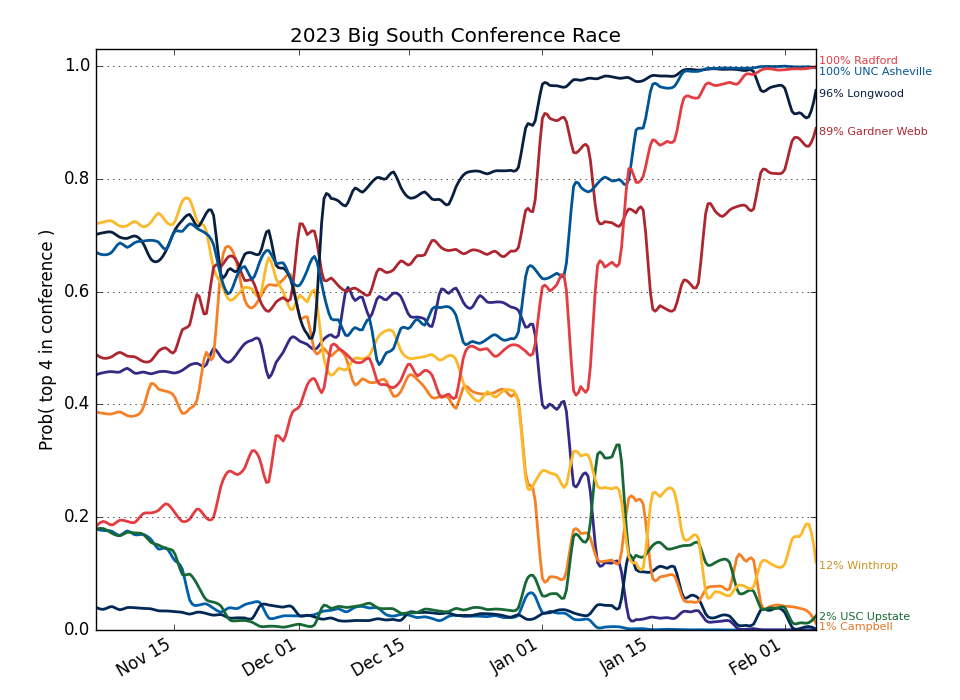 2023 Big South Conference Race
Prob( top 4 in conference )
1.0
0.8
0.6
0.4
0.2
0.0
Nov 15
Dec 01
Dec 15
Jan 01
Jan 15
Feb 01
100% Radford
100% UNC Asheville
96% Longwood
89% Gardner Webb
12% Winthrop
2% USC Upstate
1% Campbell